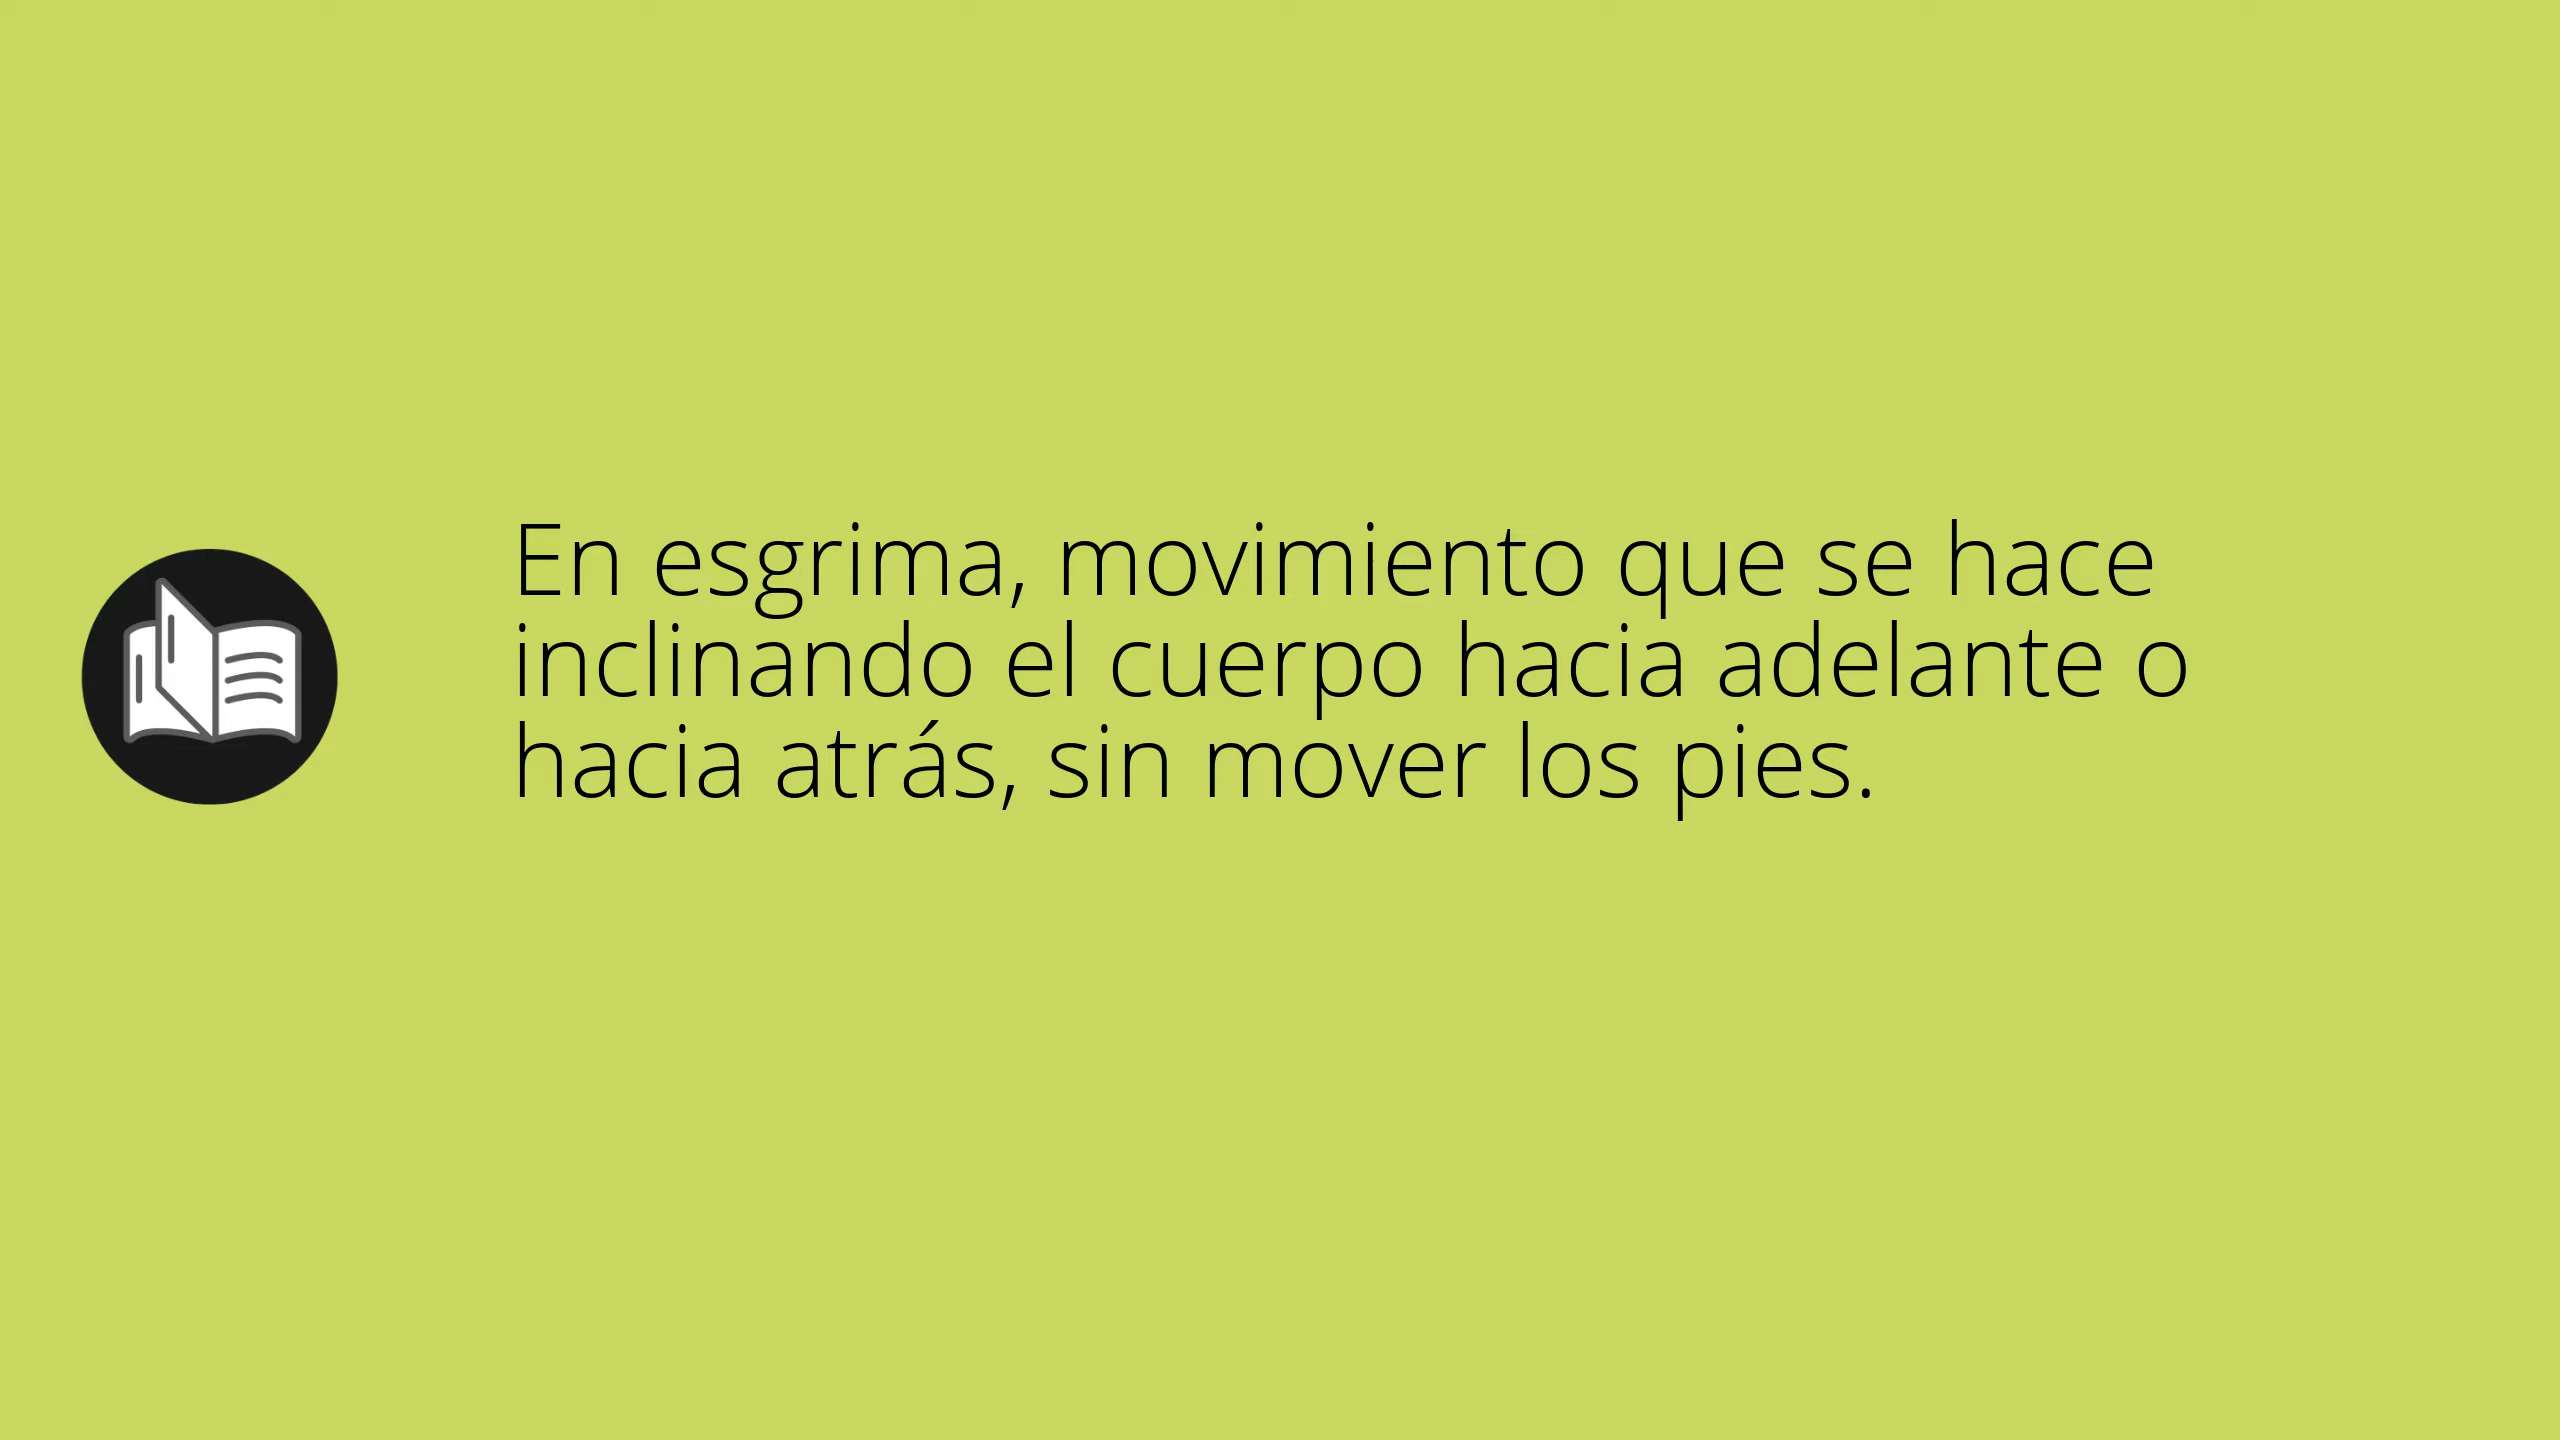 En esgrima, movimiento que se hace
inclinando el cuerpo hacia adelante o
hacia atrás, sin mover los pies.